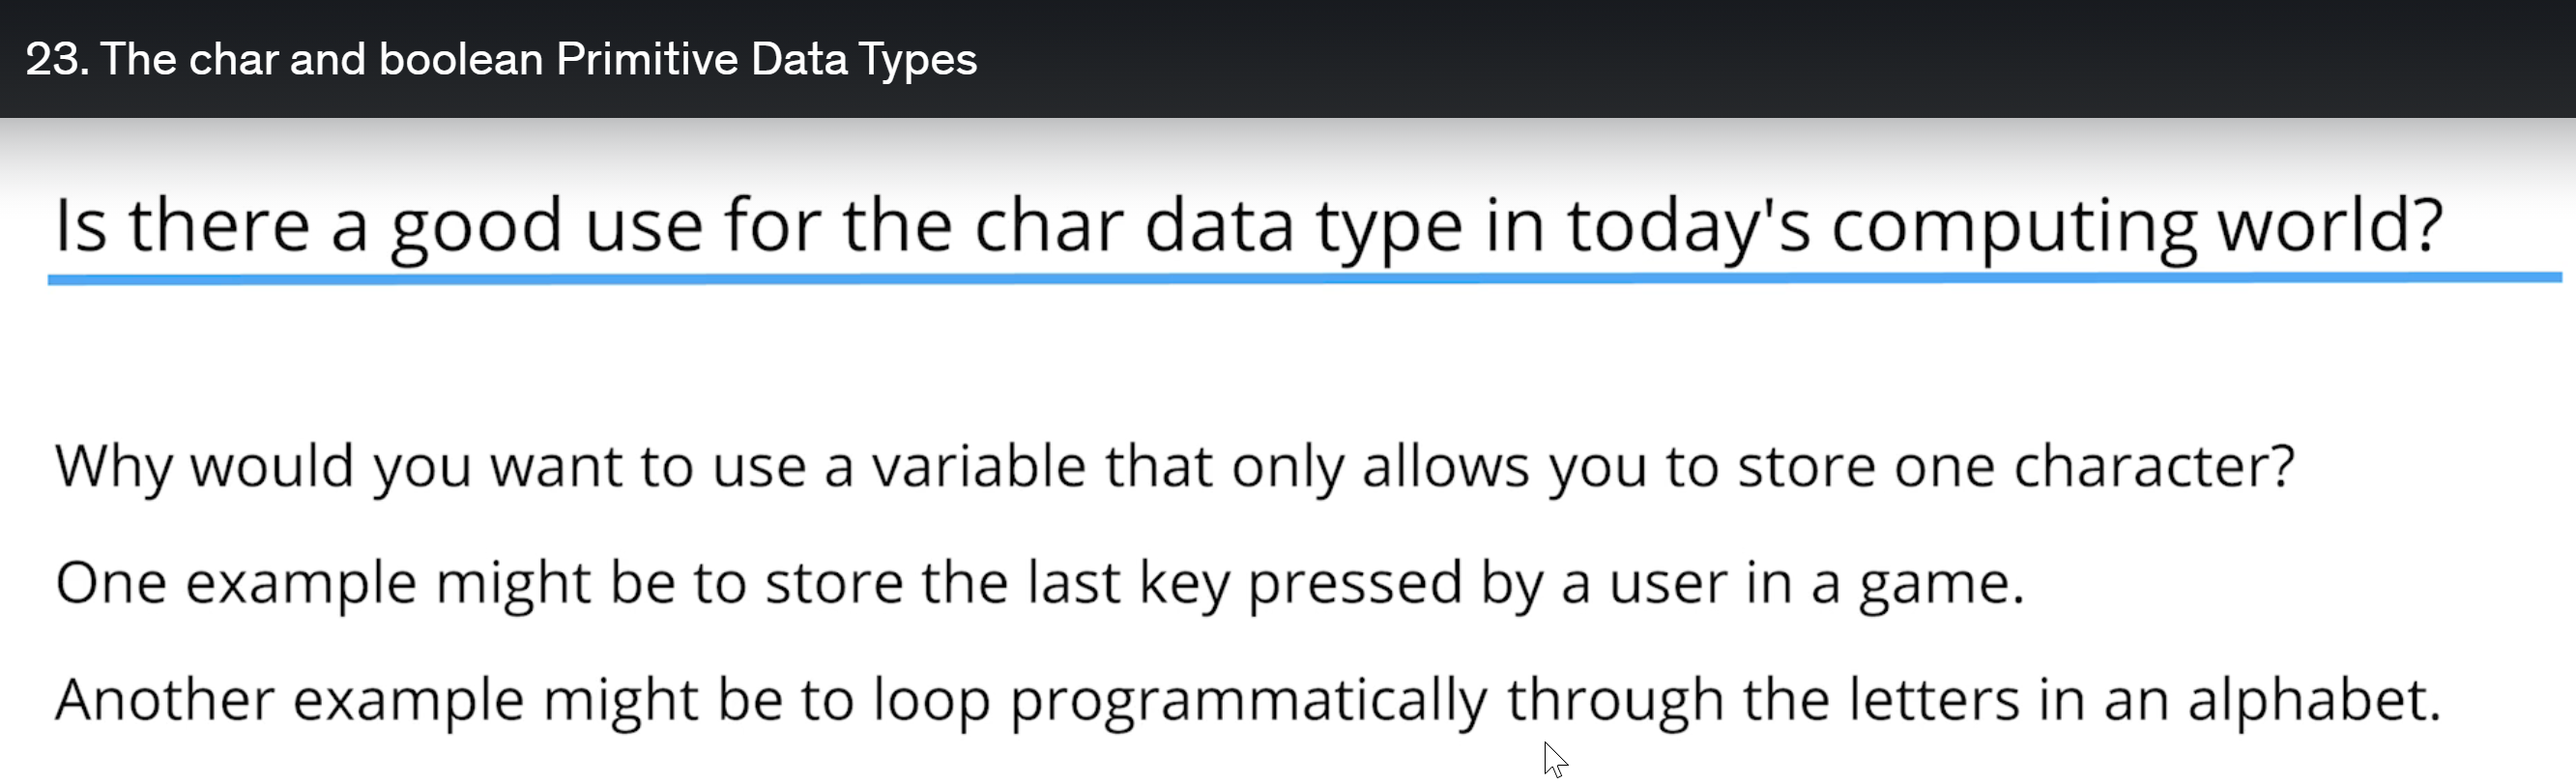 23. The char and boolean Primitive Data Types
Is there a good use for the char data type in today's computing world?
Why would you want to use a variable that only allows you to store one character?
One example might be to store the last key pressed by a user in a game.
Another example might be to loop programmatically through the letters in an alphabet.